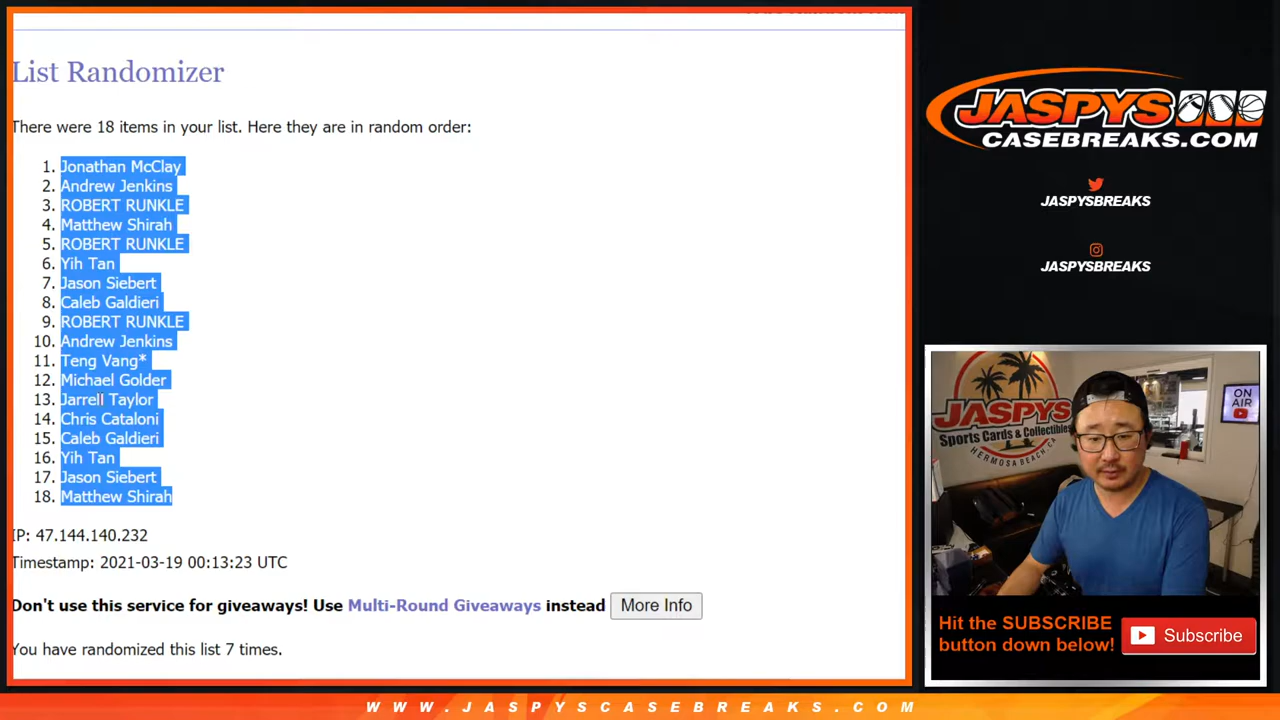 List Randomizer
There were 18 items in your list. Here they are in random order:
1. Jonathan McClay
2. Andrew Jenkins
3. ROBERT RUNKLE
4. Matthew Shirah
5. ROBERT RUNKLE
6. Yih Tan
7. Jason Siebert
8. Caleb Galdieri
9. ROBERT RUNKLE
10. Andrew Jenkins
11. Teng Vang*
12. Michael Golder
13. Jarrell Taylor
14. Chris Cataloni
15. Caleb Galdieri
16. Yih Tan
17. Jason Siebert
18. Matthew Shirah
IP: 47.144.140.232
Timestamp: 2021-03-19 00:13:23 UTC
Don't use this service for giveaways! Use Multi-Round Giveaways instead More Info
You have randomized this list 7 times.
JASPYS
CASEBREAKS.COM
JASPYSBREAKS
JASPYSBREAKS
JASPYS
Sports Cards & Collectibles
HERMOSA BEACH, CA
ON
AIR
Hit the SUBSCRIBE
button down below!
Subscribe
WWW.JASPYSCASEBREAKS.COM